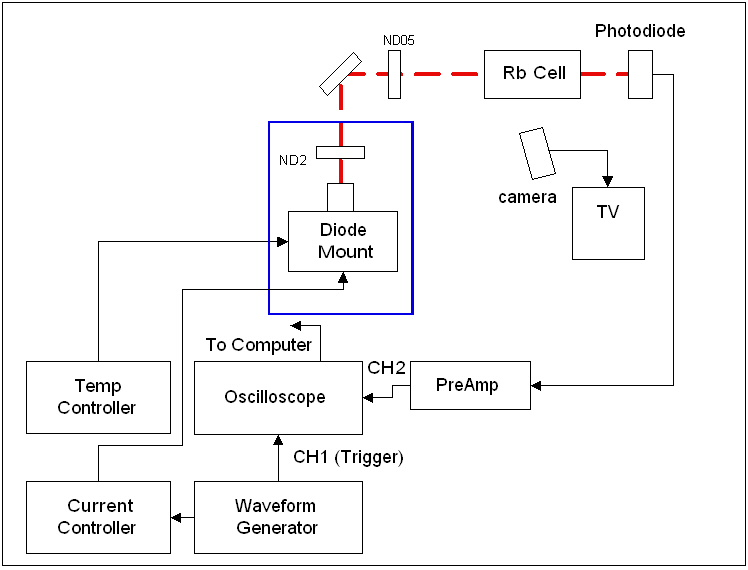 Photodiode
ND05
Rb Cell
ND2
camera
TV
Diode
Mount
To Computer
CH2
Temp
Controller
Oscilloscope
PreAmp
CH1 (Trigger)
Current
Controller
Waveform
Generator